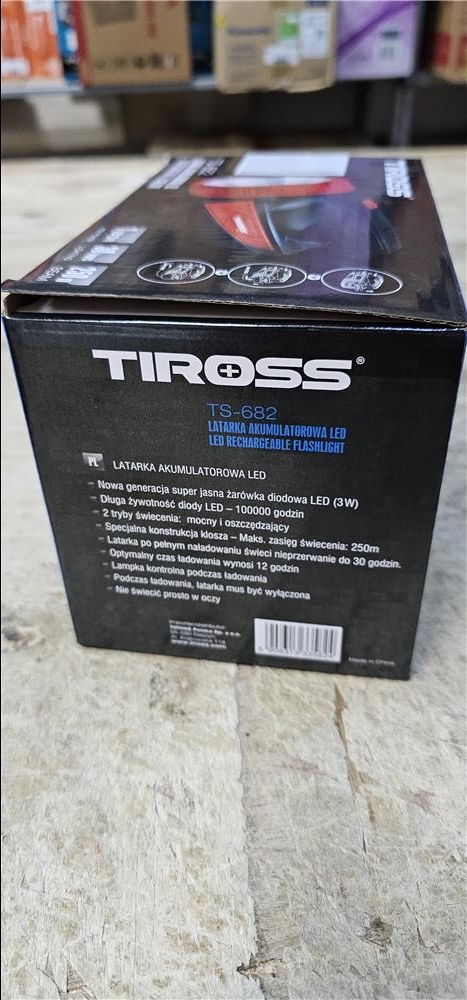 TIROSS®
TIROSS®
TS-682
LATARKA AKUMULATOROWA LED
LED RECHARGEABLE FLASHLIGHT
PL LATARKA AKUMULATOROWA LED
- Nowa generacja super jasna żarówka diodowa LED (3W)
- Długa żywotność diody LED – 100000 godzin
- 2 tryby świecenia: mocny i oszczędzający
- Specjalna konstrukcja klosza – Maks. zasięg świecenia: 250m
- Latarka po pełnym naładowaniu świeci nieprzerwanie do 30 godzin.
- Optymalny czas ładowania wynosi 12 godzin
- Lampka kontrolna podczas ładowania
- Podczas ładowania, latarka mus być wyłączona
- Nie świecić prosto w oczy
www.tiross.com
Made in China